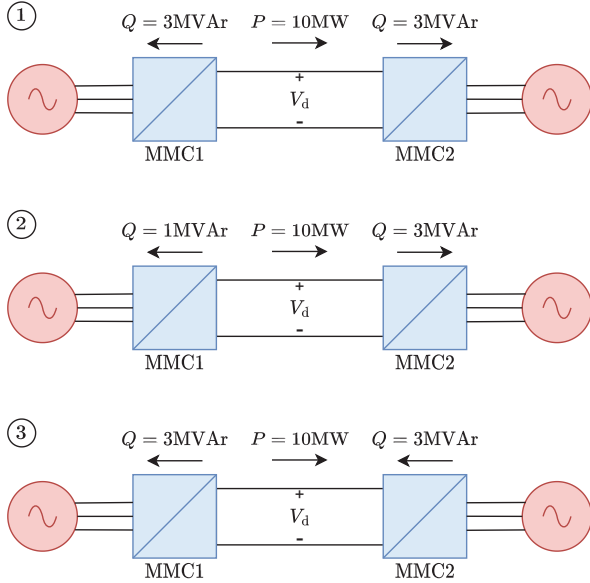 1
Q = 3MVAr P = 10MW Q = 3MVAr
+
V_d
-
MMC1 MMC2
2
Q = 1MVAr P = 10MW Q = 3MVAr
+
V_d
-
MMC1 MMC2
3
Q = 3MVAr P = 10MW Q = 3MVAr
+
V_d
-
MMC1 MMC2